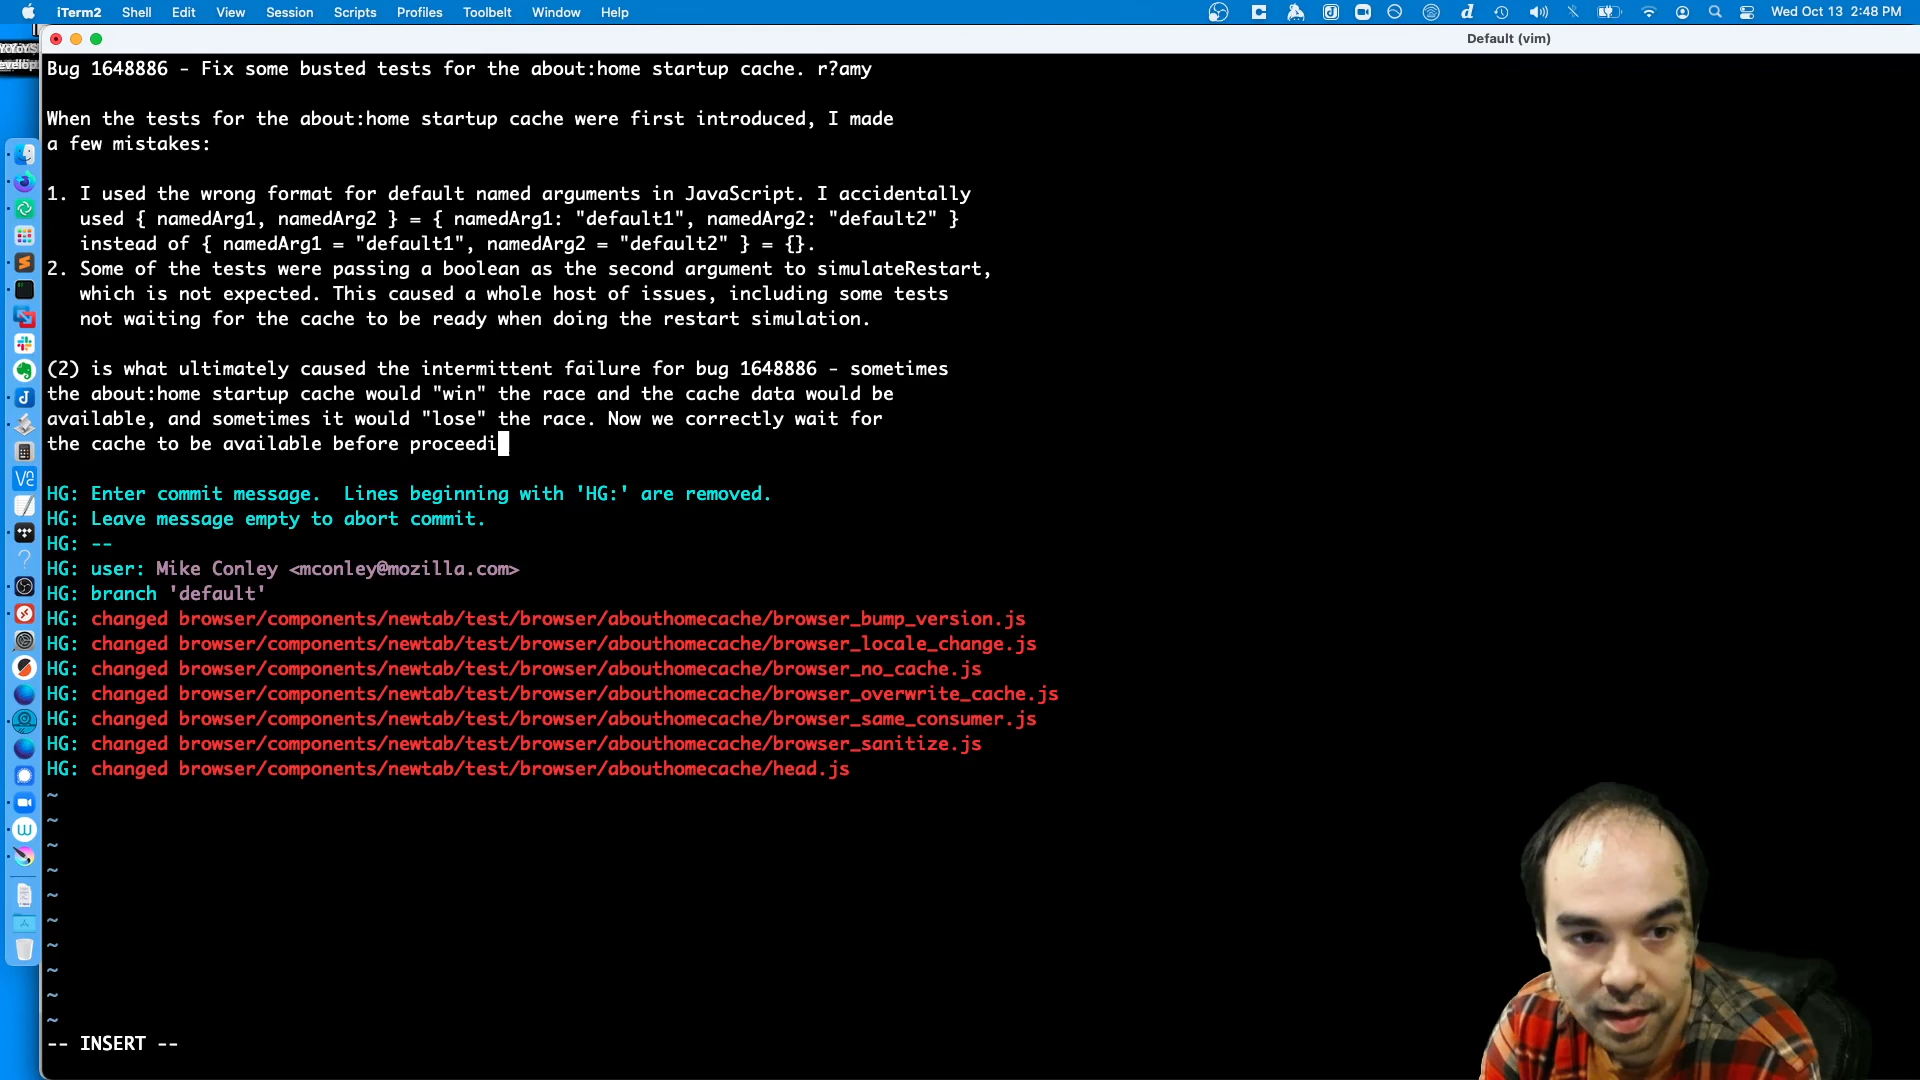 iTerm2 Shell Edit View Session Scripts Profiles Toolbelt Window Help
Wed Oct 13 2:48 PM
Default (vim)
Bug 1648886 - Fix some busted tests for the about:home startup cache. r?amy
When the tests for the about:home startup cache were first introduced, I made
a few mistakes:
1. I used the wrong format for default named arguments in JavaScript. I accidentally
used { namedArg1, namedArg2 } = { namedArg1: "default1", namedArg2: "default2" }
instead of { namedArg1 = "default1", namedArg2 = "default2" } = {}.
2. Some of the tests were passing a boolean as the second argument to simulateRestart,
which is not expected. This caused a whole host of issues, including some tests
not waiting for the cache to be ready when doing the restart simulation.
(2) is what ultimately caused the intermittent failure for bug 1648886 - sometimes
the about:home startup cache would "win" the race and the cache data would be
available, and sometimes it would "lose" the race. Now we correctly wait for
the cache to be available before proceedi
HG: Enter commit message.  Lines beginning with 'HG:' are removed.
HG: Leave message empty to abort commit.
HG: --
HG: user: Mike Conley <mconley@mozilla.com>
HG: branch 'default'
HG: changed browser/components/newtab/test/browser/abouthomecache/browser_bump_version.js
HG: changed browser/components/newtab/test/browser/abouthomecache/browser_locale_change.js
HG: changed browser/components/newtab/test/browser/abouthomecache/browser_no_cache.js
HG: changed browser/components/newtab/test/browser/abouthomecache/browser_overwrite_cache.js
HG: changed browser/components/newtab/test/browser/abouthomecache/browser_same_consumer.js
HG: changed browser/components/newtab/test/browser/abouthomecache/browser_sanitize.js
HG: changed browser/components/newtab/test/browser/abouthomecache/head.js
~
~
~
~
~
~
~
~
~
~
-- INSERT --